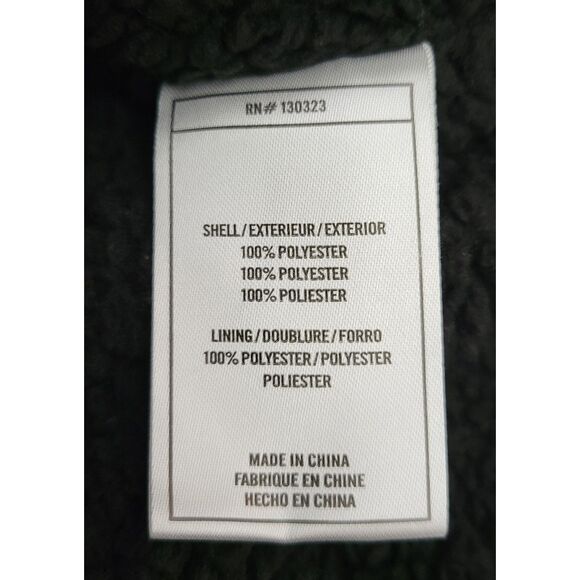 RN# 130323
SHELL/EXTERIEUR/EXTERIOR
100% POLYESTER
100% POLYESTER
100% POLIESTER
LINING/DOUBLURE/FORRO
100% POLYESTER/POLYESTER
POLIESTER
MADE IN CHINA
FABRIQUE EN CHINE
HECHO EN CHINA